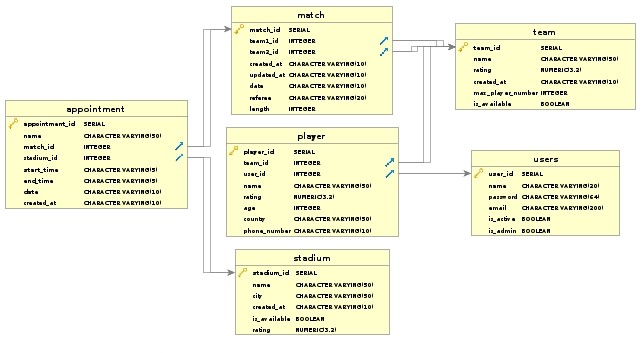 match
match_id SERIAL
team1_id INTEGER
team2_id INTEGER
created_at CHARACTER VARYING(10)
updated_at CHARACTER VARYING(10)
date CHARACTER VARYING(10)
referee CHARACTER VARYING(20)
length INTEGER
team
team_id SERIAL
name CHARACTER VARYING(50)
rating NUMERIC(3,2)
created_at CHARACTER VARYING(10)
max_player_number INTEGER
is_available BOOLEAN
appointment
appointment_id SERIAL
name CHARACTER VARYING(50)
match_id INTEGER
stadium_id INTEGER
start_time CHARACTER VARYING(5)
end_time CHARACTER VARYING(5)
date CHARACTER VARYING(10)
created_at CHARACTER VARYING(10)
player
player_id SERIAL
team_id INTEGER
user_id INTEGER
name CHARACTER VARYING(50)
rating NUMERIC(3,2)
age INTEGER
county CHARACTER VARYING(50)
phone_number CHARACTER VARYING(10)
users
user_id SERIAL
name CHARACTER VARYING(20)
password CHARACTER VARYING(64)
email CHARACTER VARYING(200)
is_active BOOLEAN
is_admin BOOLEAN
stadium
stadium_id SERIAL
name CHARACTER VARYING(50)
city CHARACTER VARYING(50)
created_at CHARACTER VARYING(10)
is_available BOOLEAN
rating NUMERIC(3,2)